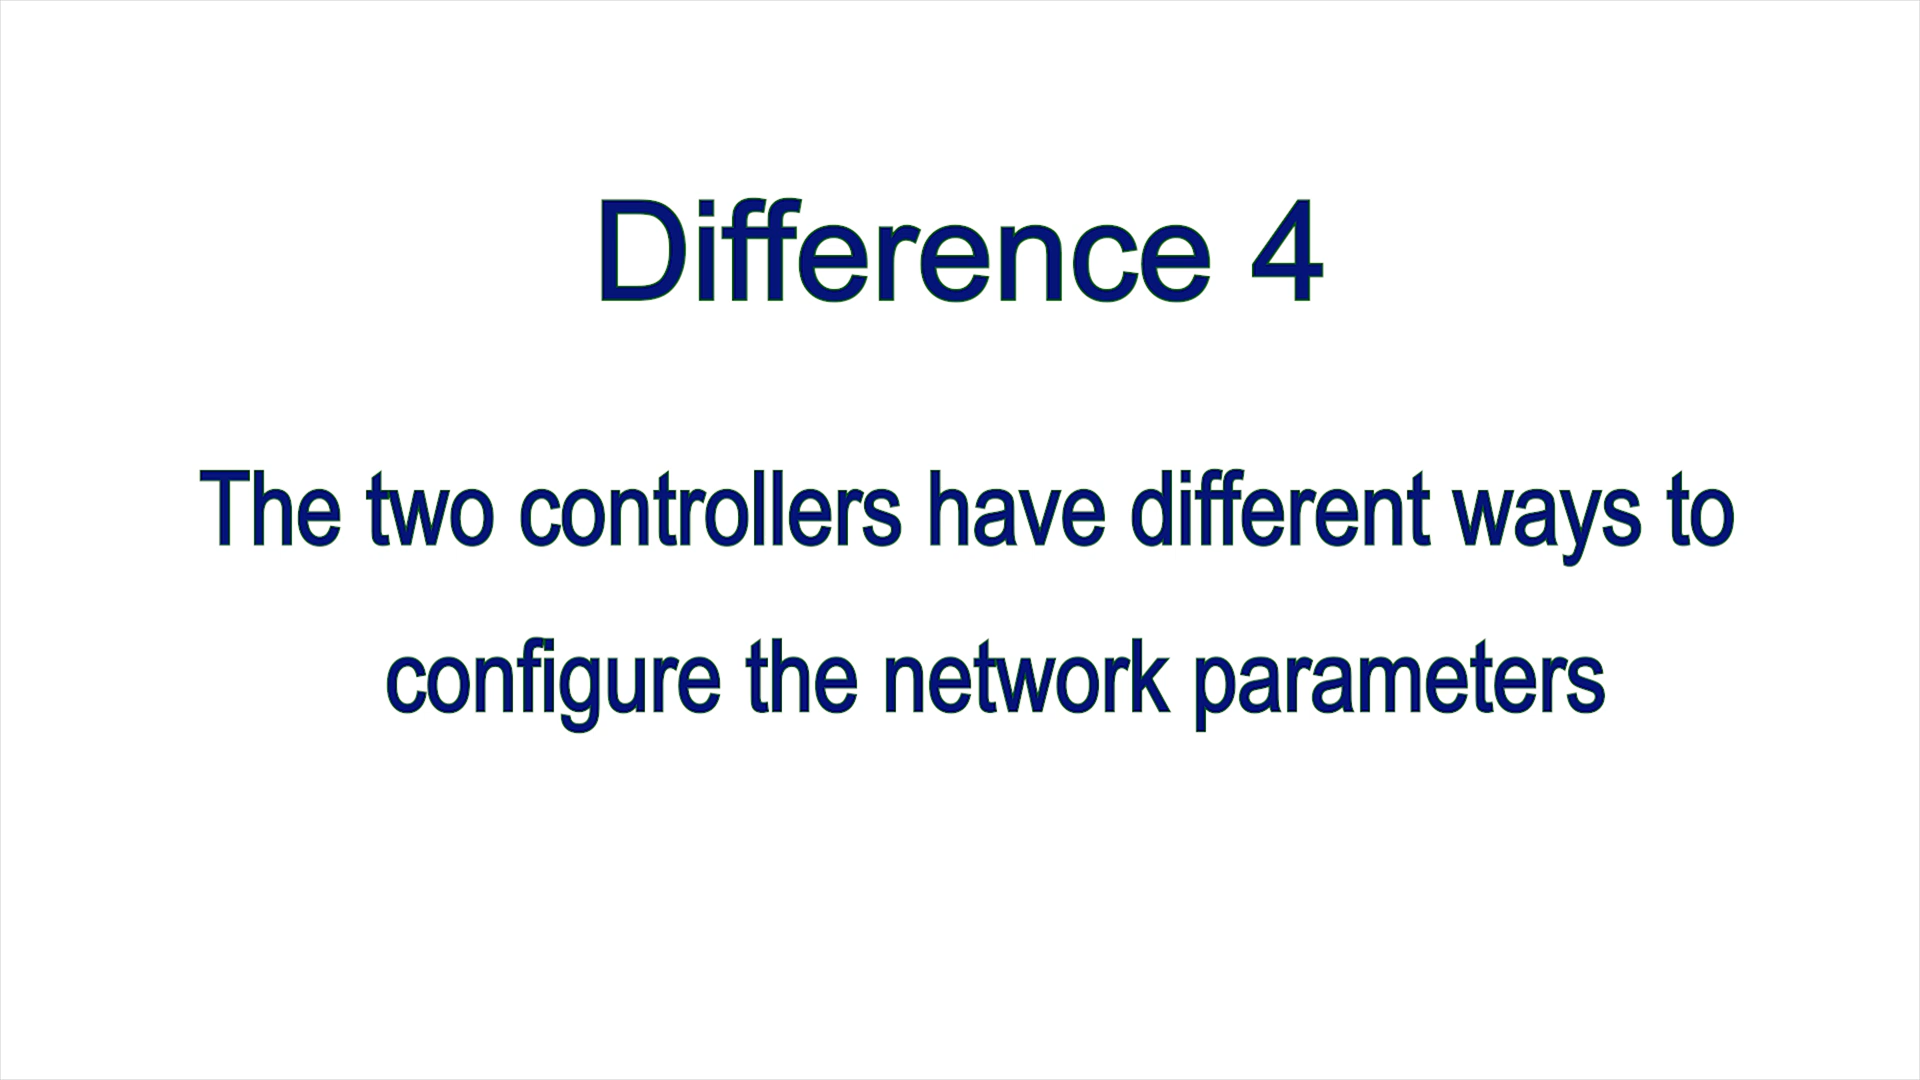 Difference 4
The two controllers have different ways to
configure the network parameters